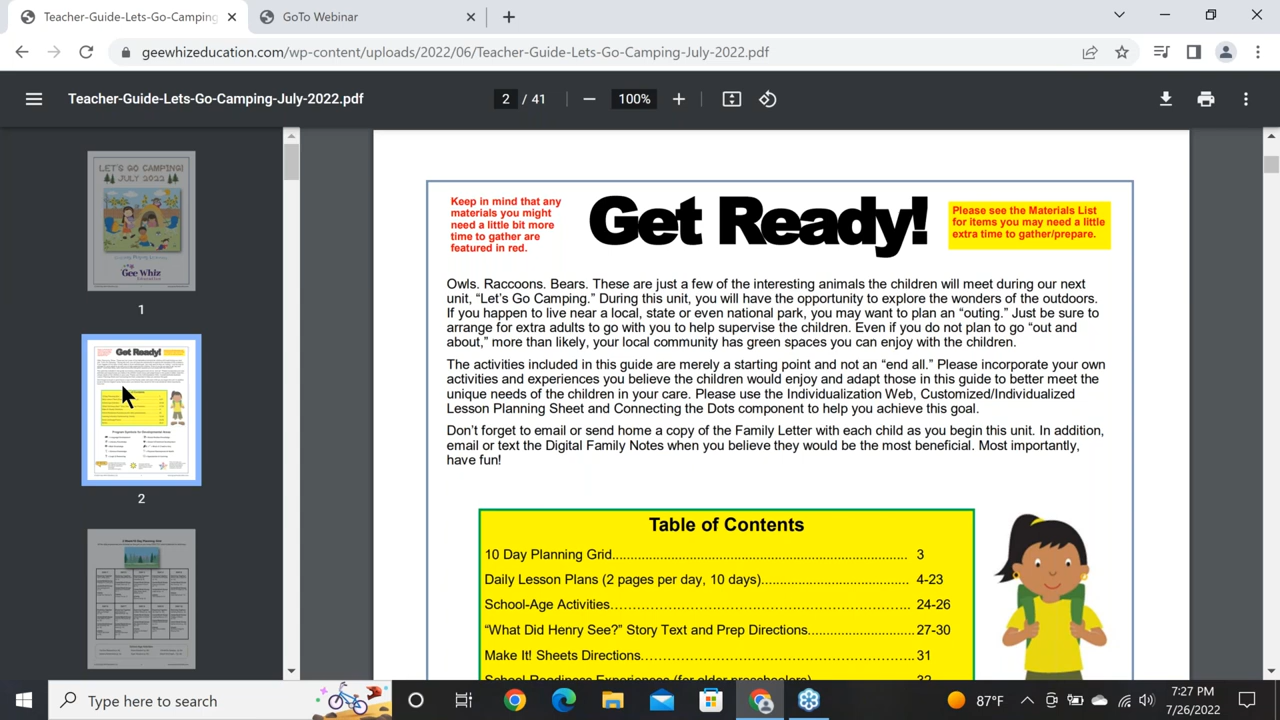 Teacher-Guide-Lets-Go-Camping
GoTo Webinar
geewhizeducation.com/wp-content/uploads/2022/06/Teacher-Guide-Lets-Go-Camping-July-2022.pdf
Teacher-Guide-Lets-Go-Camping-July-2022.pdf
2 / 41
100%
LET'S GO CAMPING!
JULY 2022
Gee Whiz
1
Get Ready!
2
Keep in mind that any
materials you might
need a little bit more
time to gather are
featured in red.
Get Ready!
Please see the Materials List
for items you may need a little
extra time to gather/prepare.
Owls. Raccoons. Bears. These are just a few of the interesting animals the children will meet during our next
unit, “Let’s Go Camping.” During this unit, you will have the opportunity to explore the wonders of the outdoors.
If you happen to live near a local, state or even national park, you may want to plan an “outing.” Just be sure to
arrange for extra adults to go with you to help supervise the children. Even if you do not plan to go “out and
about,” more than likely, your local community has green spaces you can enjoy with the children.
The activities included in this guide are merely a starting point and not an “end all.” Please incorporate your own
activities and experiences you believe the children would enjoy and adapt those in this guide to better meet the
unique needs of the children in your care. Please use the Individualization Web, Customized/Individualized
Lesson Planning Sheet and Connecting the Dots component to help you achieve this goal.
Don’t forget to email or send home a copy of the Family Letter with each child as you begin this unit. In addition,
email or text the Digital Family Notes when you believe they would be the most beneficial. Most importantly,
have fun!
Table of Contents
10 Day Planning Grid 3
Daily Lesson Plans (2 pages per day, 10 days) 4-23
School-Age Activities 24-26
“What Did Henry See?” Story Text and Prep Directions 27-30
Make It! Sheets Directions 31
School Readiness Experiences (for older preschoolers) 32
Type here to search
87°F
7:27 PM
7/26/2022